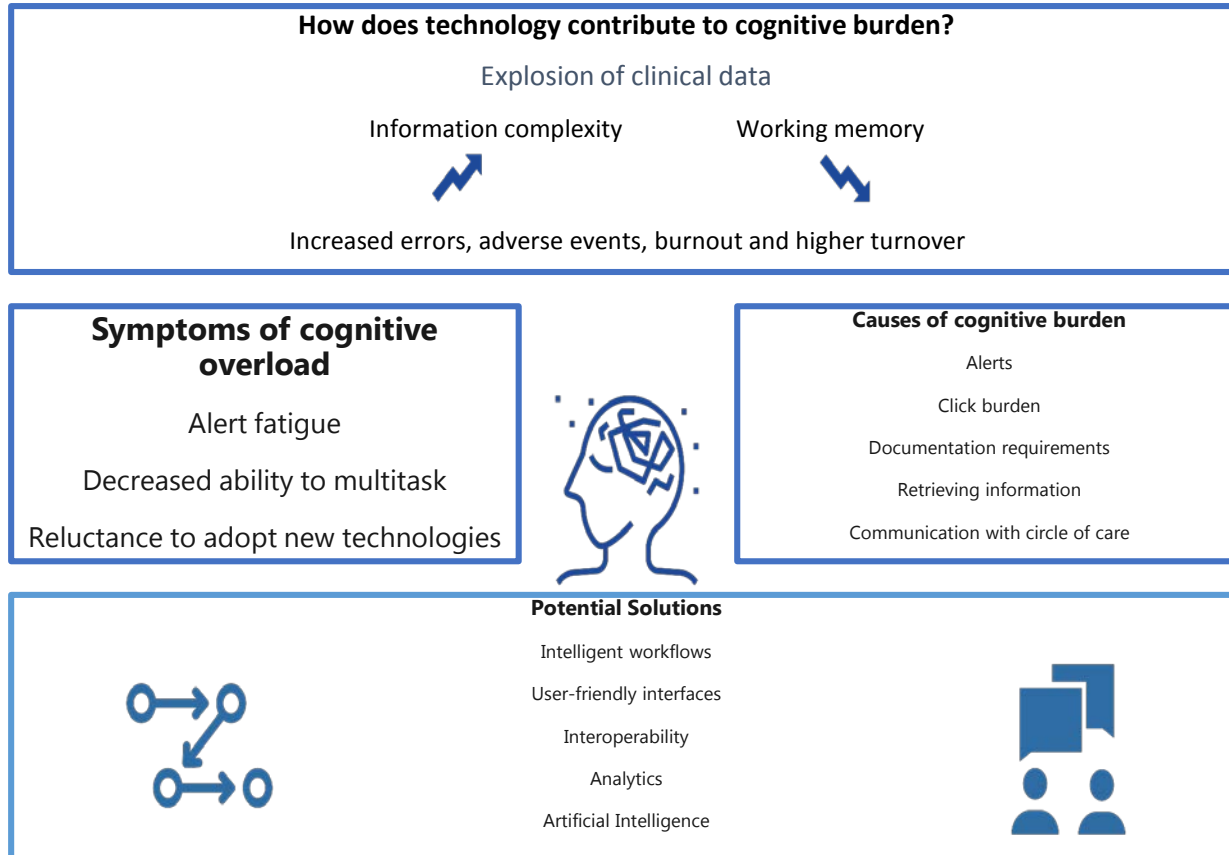 How does technology contribute to cognitive burden?
Explosion of clinical data
Information complexity
Working memory
Increased errors, adverse events, burnout and higher turnover
Symptoms of cognitive
overload
Alert fatigue
Decreased ability to multitask
Reluctance to adopt new technologies
Causes of cognitive burden
Alerts
Click burden
Documentation requirements
Retrieving information
Communication with circle of care
Potential Solutions
Intelligent workflows
User-friendly interfaces
Interoperability
Analytics
Artificial Intelligence